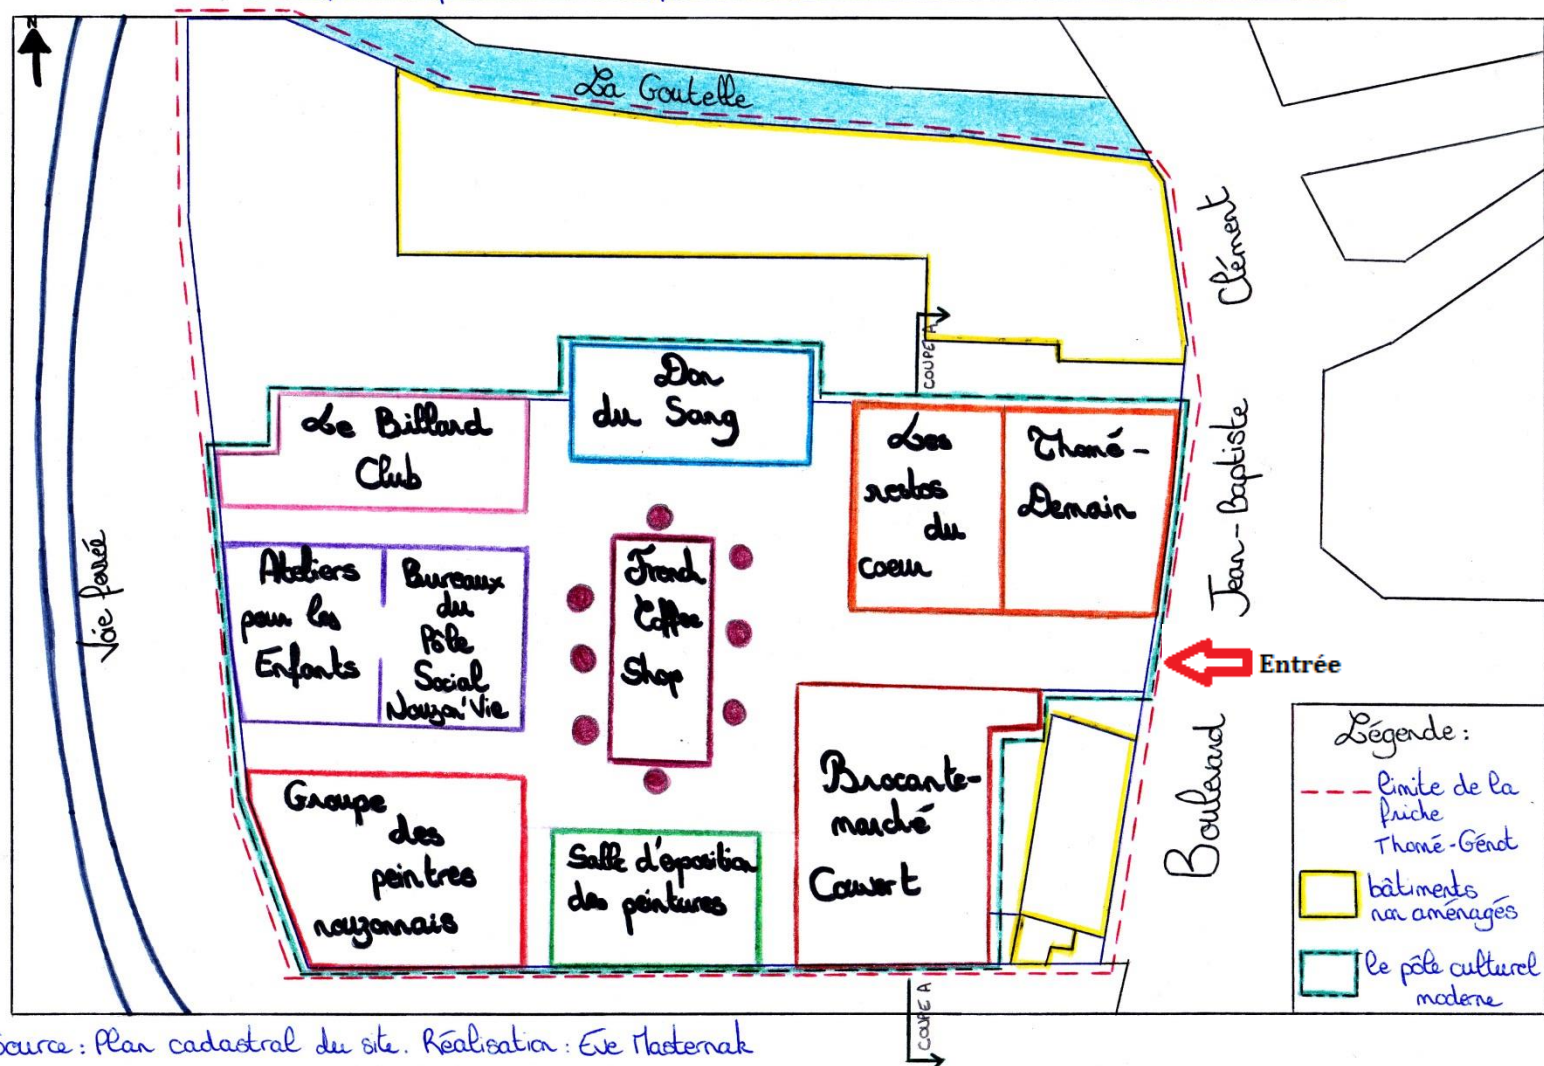 N
La Goutelle
Clément
COUPE A
Don
du Sang
Le Billard
Club
Les
restos
du
coeur
Thomé-
Demain
Jean-Baptiste
Voie ferrée
Ateliers
pour les
Enfants
Bureaux
du
Pôle
Social
Nouzon'Vie
French
Coffee
Shop
Entrée
Boulevard
Groupe
des
peintres
nouzonnais
Salle d'exposition
des peintures
Brocante-
marché
Couvert
Légende :
limite de la
friche
Thomé-Génot
bâtiments
non aménagés
le pôle culturel
moderne
COUPE A
Source : Plan cadastral du site. Réalisation : Eve Masternak